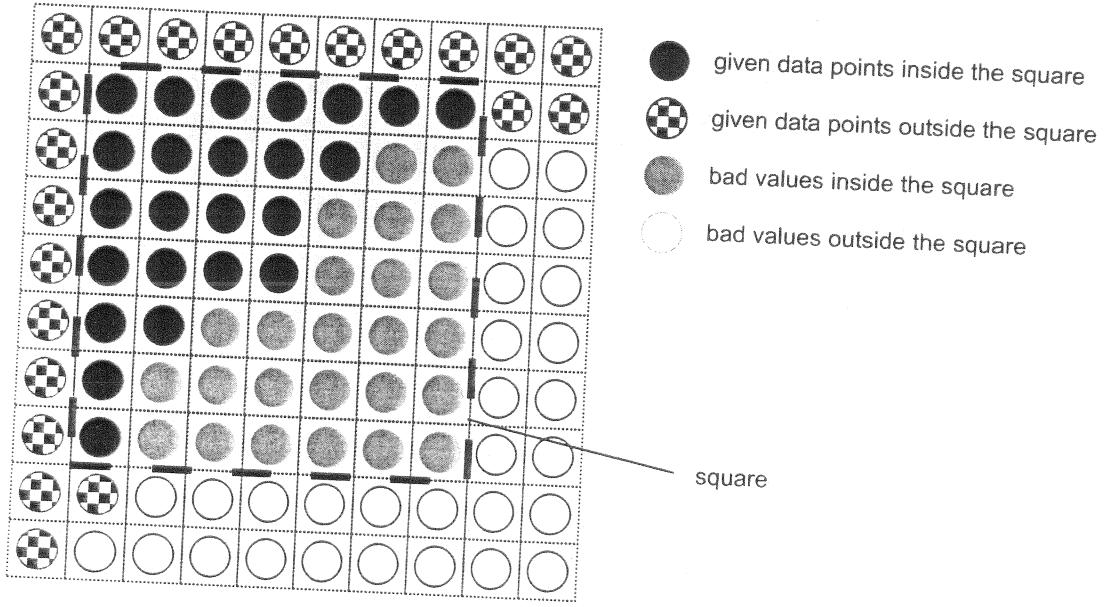 given data points inside the square
given data points outside the square
bad values inside the square
bad values outside the square
square